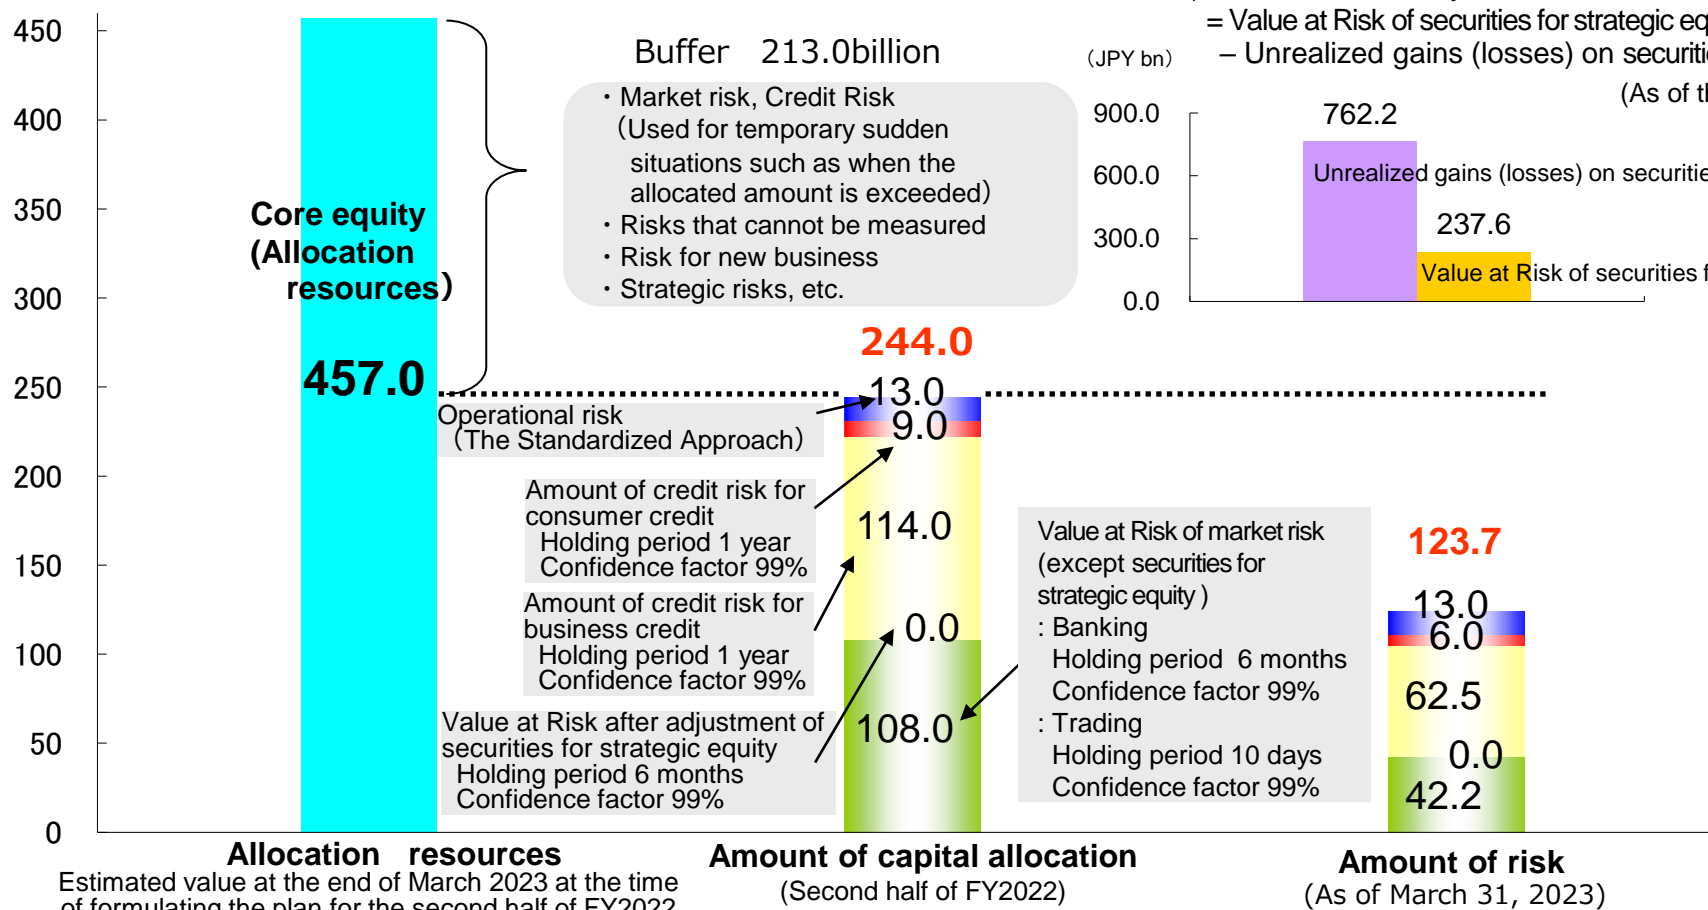 = Value at Risk of securities for strategic
– Unrealized gains (losses) on
(As of
Buffer 213.0billion
・Market risk, Credit Risk
（Used for temporary sudden
situations such as when the
allocated amount is exceeded）
・Risks that cannot be measured
・Risk for new business
・Strategic risks, etc.
（JPY bn）
900.0
600.0
300.0
0.0
762.2
Unrealized gains (losses) on
237.6
Value at Risk of securities
450
400
350
300
250
200
150
100
50
0
Core equity
(Allocation
resources）
457.0
244.0
13.0
9.0
114.0
0.0
108.0
Operational risk
（The Standardized Approach）
Amount of credit risk for
consumer credit
Holding period 1 year
Confidence factor 99%
Amount of credit risk for
business credit
Holding period 1 year
Confidence factor 99%
Value at Risk after adjustment of
securities for strategic equity
Holding period 6 months
Confidence factor 99%
Value at Risk of market risk
(except securities for
strategic equity )
: Banking
Holding period 6 months
Confidence factor 99%
: Trading
Holding period 10 days
Confidence factor 99%
123.7
13.0
6.0
62.5
0.0
42.2
Allocation resources
Estimated value at the end of March 2023 at the time
of formulating the plan for the second half of FY2022
Amount of capital allocation
(Second half of FY2022)
Amount of risk
(As of March 31, 2023)